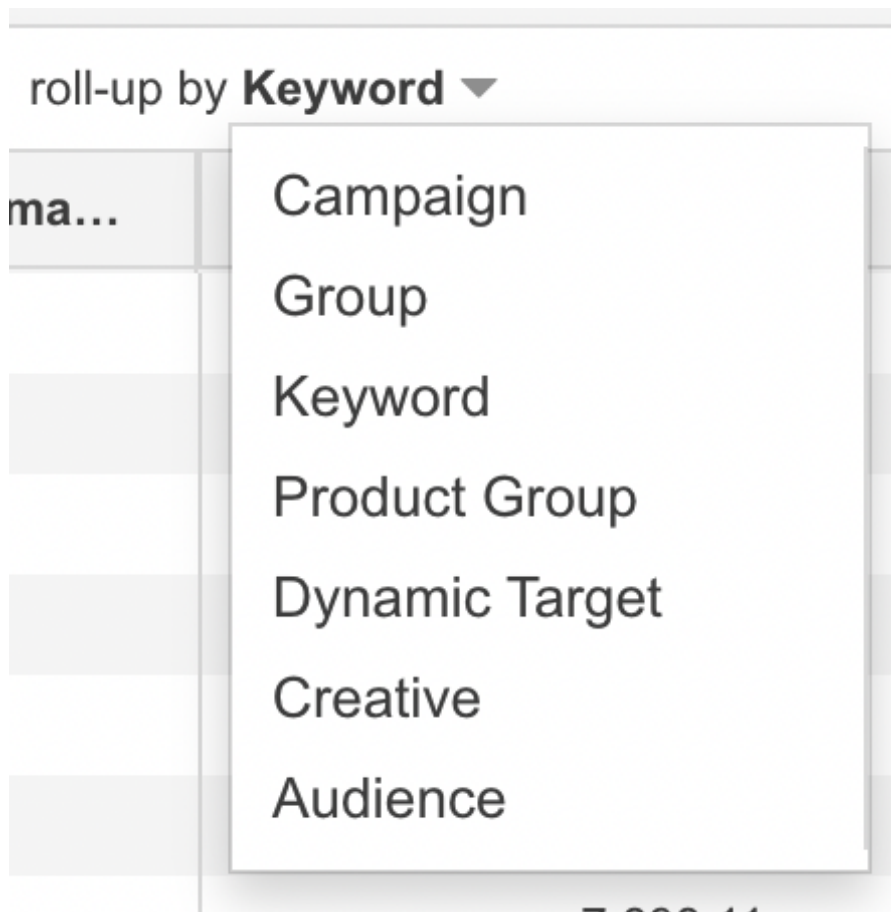 roll-up by Keyword
ma...
Campaign
Group
Keyword
Product Group
Dynamic Target
Creative
Audience